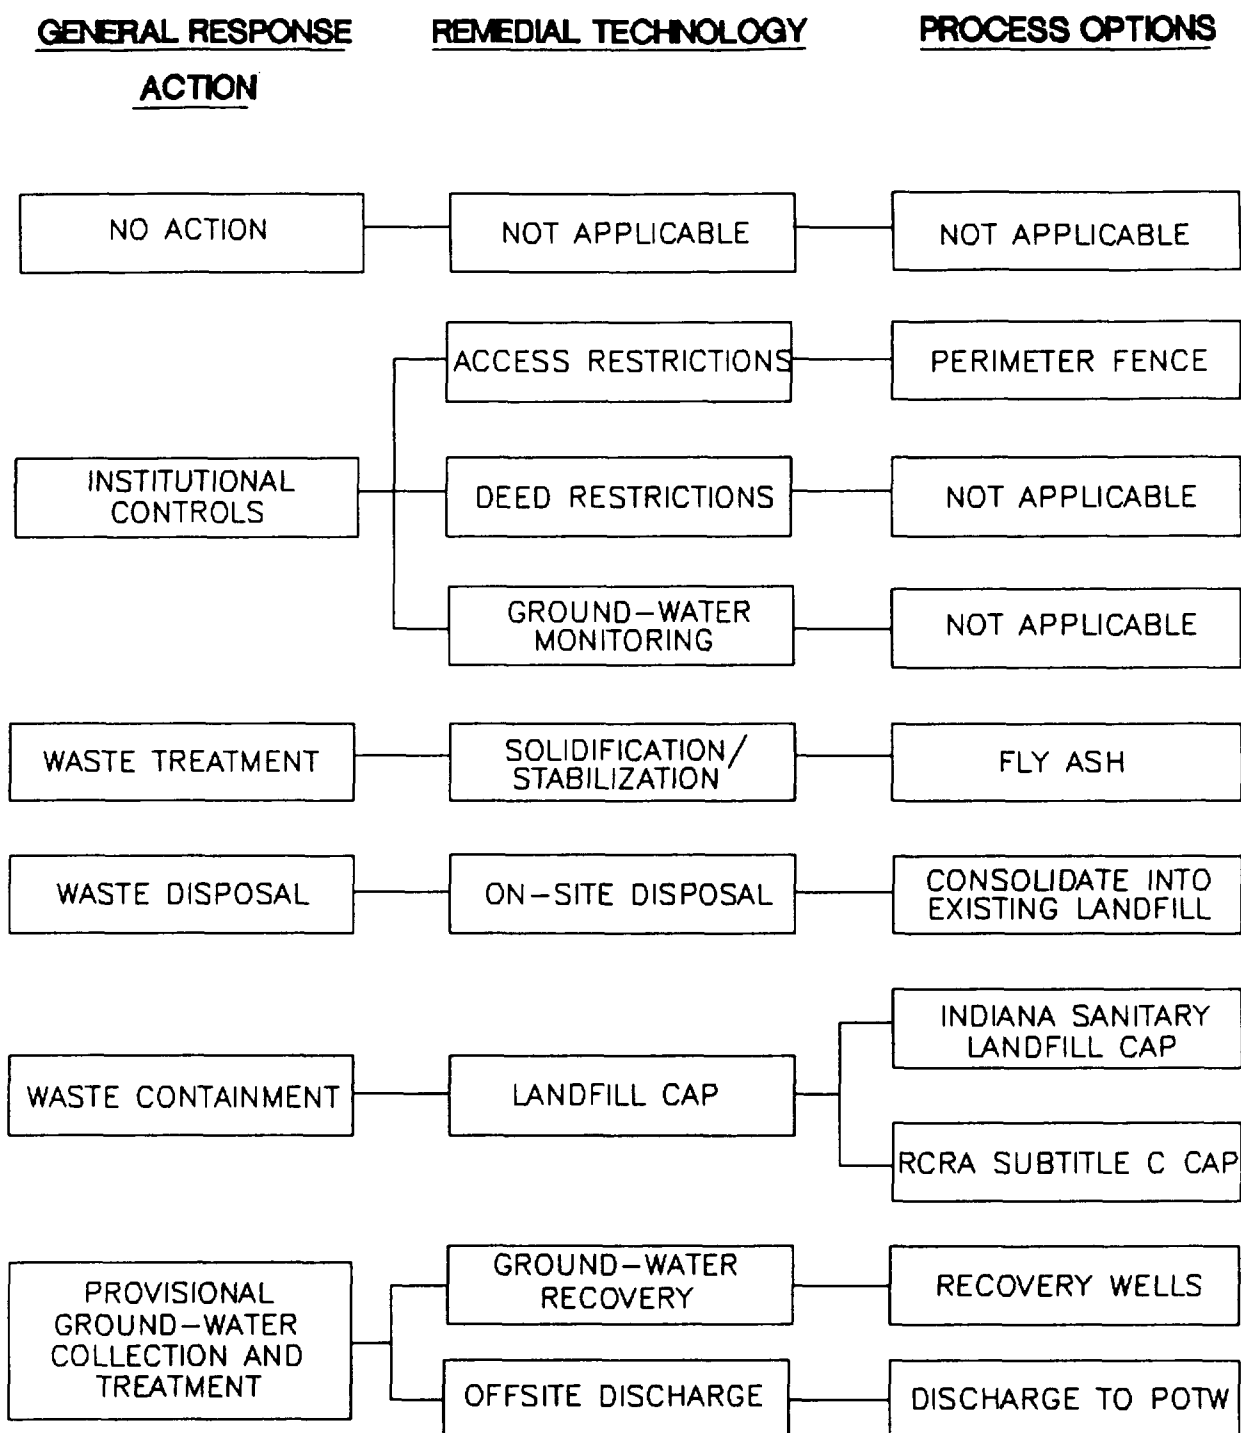 GENERAL RESPONSE
ACTION
REMEDIAL TECHNOLOGY
PROCESS OPTIONS
NO ACTION
NOT APPLICABLE
NOT APPLICABLE
ACCESS RESTRICTIONS
PERIMETER FENCE
INSTITUTIONAL
CONTROLS
DEED RESTRICTIONS
NOT APPLICABLE
GROUND-WATER
MONITORING
NOT APPLICABLE
WASTE TREATMENT
SOLIDIFICATION/
STABILIZATION
FLY ASH
WASTE DISPOSAL
ON-SITE DISPOSAL
CONSOLIDATE INTO
EXISTING LANDFILL
WASTE CONTAINMENT
LANDFILL CAP
INDIANA SANITARY
LANDFILL CAP
RCRA SUBTITLE C CAP
PROVISIONAL
GROUND-WATER
COLLECTION AND
TREATMENT
GROUND-WATER
RECOVERY
RECOVERY WELLS
OFFSITE DISCHARGE
DISCHARGE TO POTW